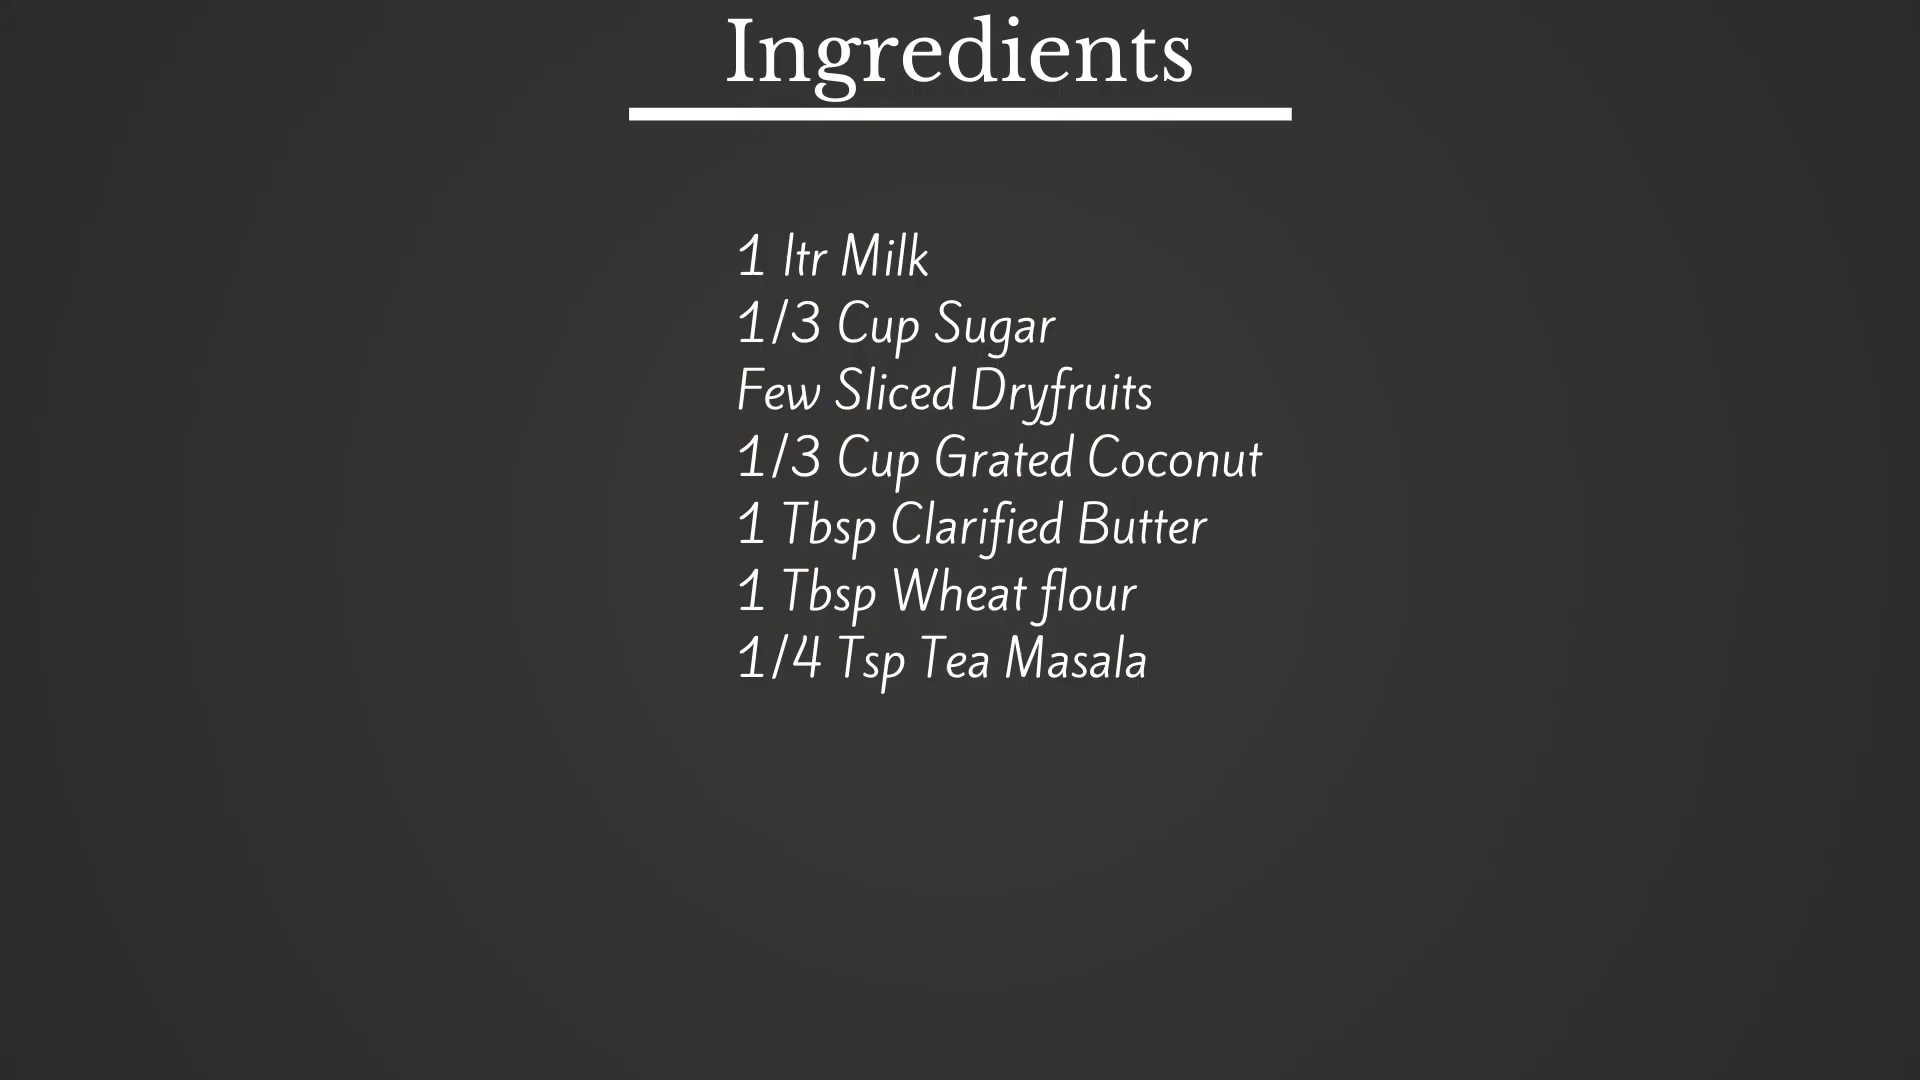 Ingredients
1 ltr Milk
1/3 Cup Sugar
Few Sliced Dryfruits
1/3 Cup Grated Coconut
1 Tbsp Clarified Butter
1 Tbsp Wheat flour
1/4 Tsp Tea Masala